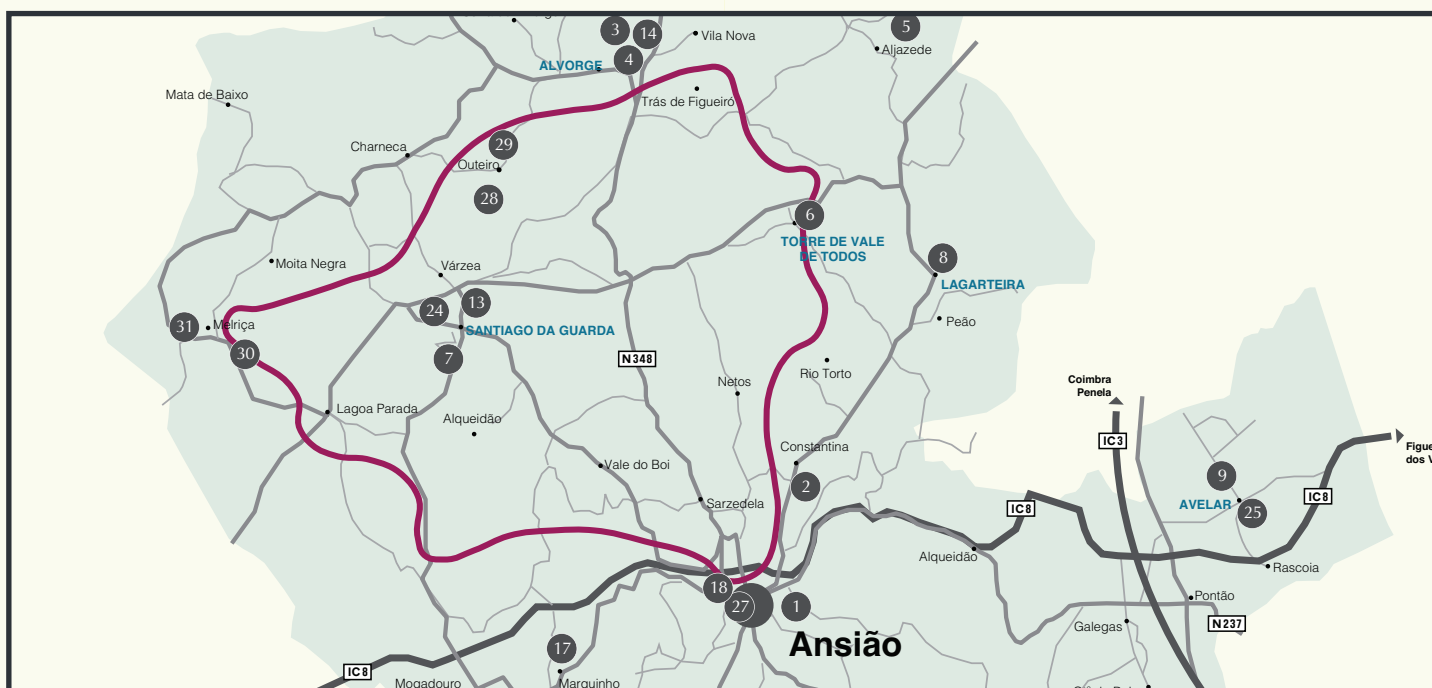 3
14
5
Vila Nova
Aljazede
4
ALVORGE
Mata de Baixo
Trás de Figueiró
Charneca
29
Outeiro
28
6
TORRE DE VALE
DE TODOS
8
LAGARTEIRA
Moita Negra
Várzea
24
13
31
Melriça
SANTIAGO DA GUARDA
Peão
30
7
N348
Rio Torto
Netos
Coimbra
Penela
Lagoa Parada
Alqueidão
IC3
Constantina
Vale do Boi
2
9
AVELAR
25
IC8
Sarzedela
IC8
Alqueidão
Rascoia
18
27
1
Pontão
Galegas
N237
Ansião
17
IC8
Mogadouro
Marquinho